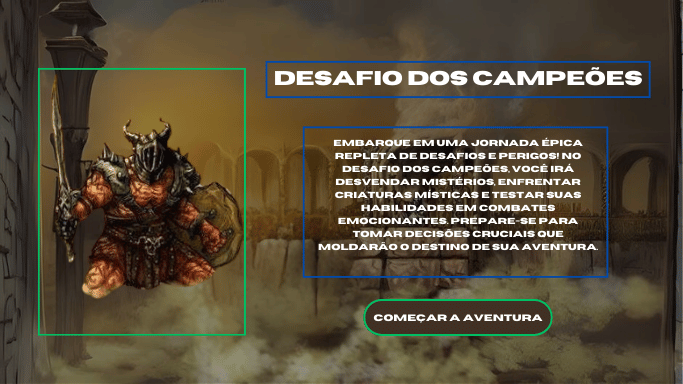 DESAFIO DOS CAMPEÕES
EMBARQUE EM UMA JORNADA ÉPICA
REPLETA DE DESAFIOS E PERIGOS! NO
DESAFIO DOS CAMPEÕES, VOCÊ IRÁ
DESVENDAR MISTÉRIOS, ENFRENTAR
CRIATURAS MÍSTICAS E TESTAR SUAS
HABILIDADES EM COMBATES
EMOCIONANTES. PREPARE-SE PARA
TOMAR DECISÕES CRUCIAIS QUE
MOLDARÃO O DESTINO DE SUA AVENTURA.
COMEÇAR A AVENTURA